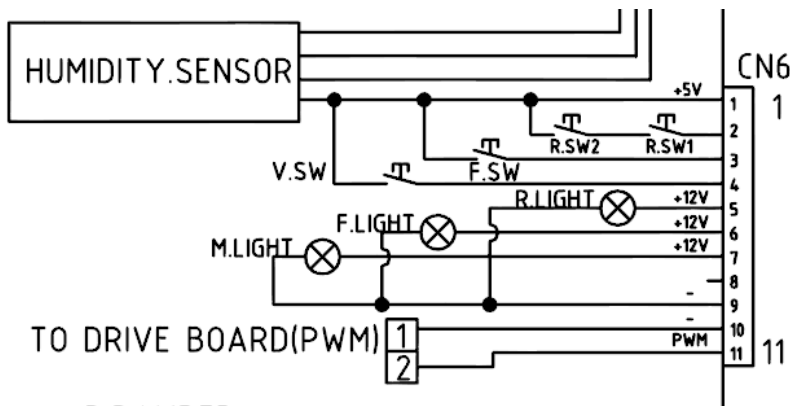 HUMIDITY.SENSOR
CN6
+5V
1
1
2
R.SW2
R.SW1
3
V.SW
F.SW
4
R.LIGHT
+12V
5
F.LIGHT
+12V
6
M.LIGHT
+12V
7
8
-
9
TO DRIVE BOARD(PWM)
1
-
10
2
PWM
11
11